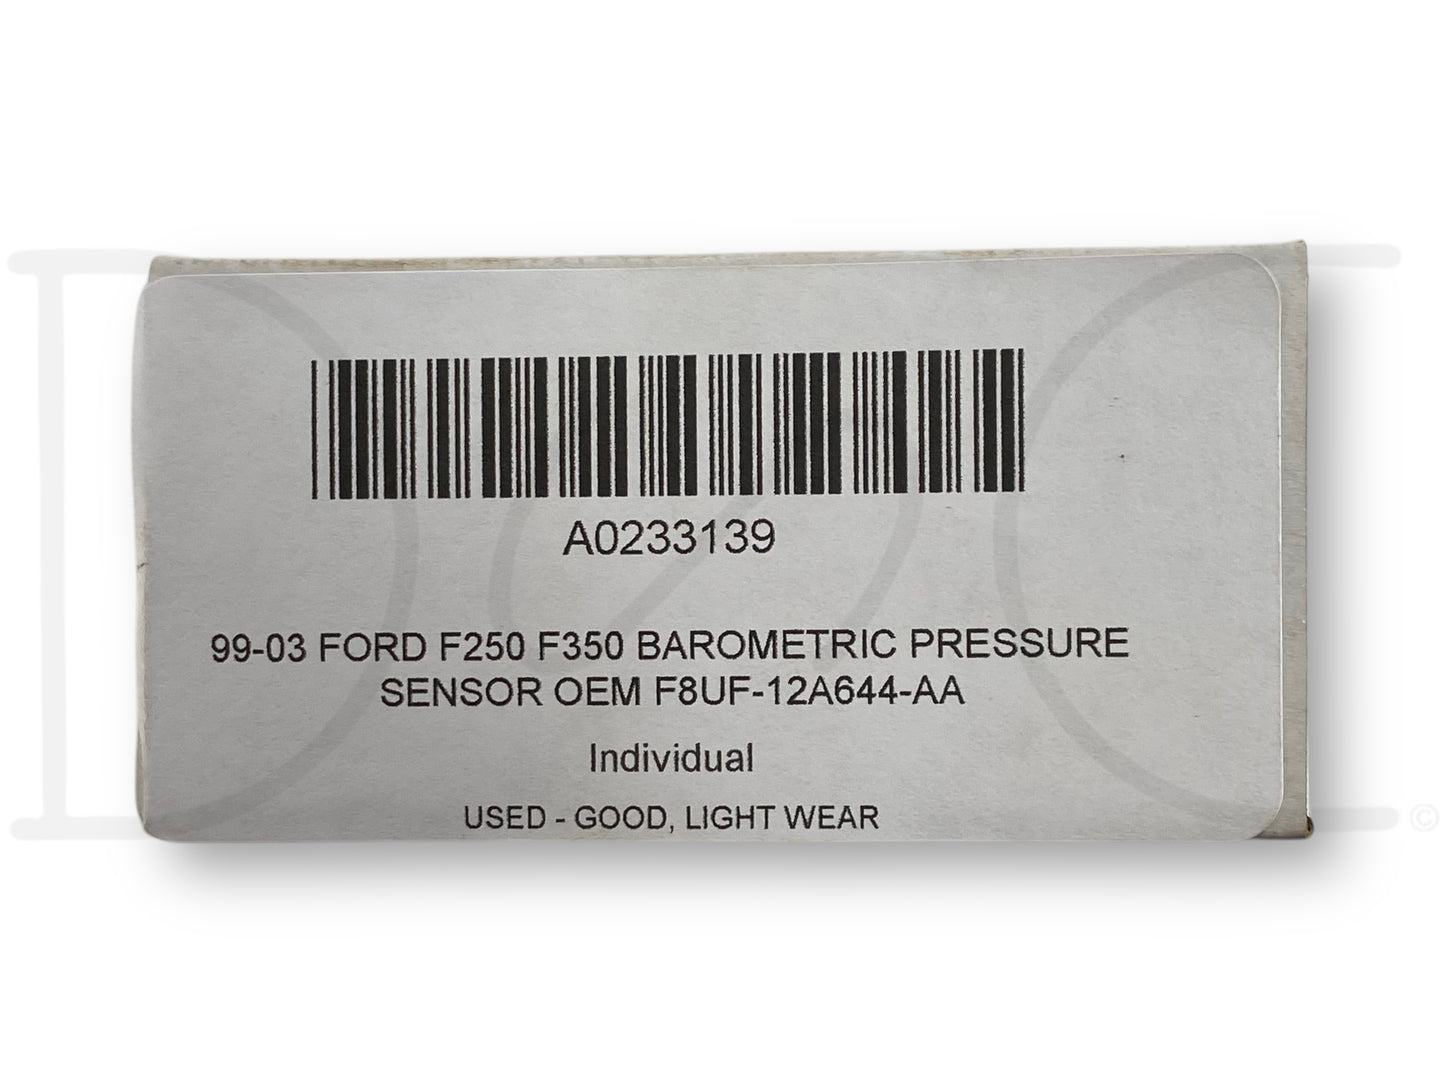 A0233139
99-03 FORD F250 F350 BAROMETRIC PRESSURE
SENSOR OEM F8UF-12A644-AA
Individual
USED - GOOD, LIGHT WEAR
©